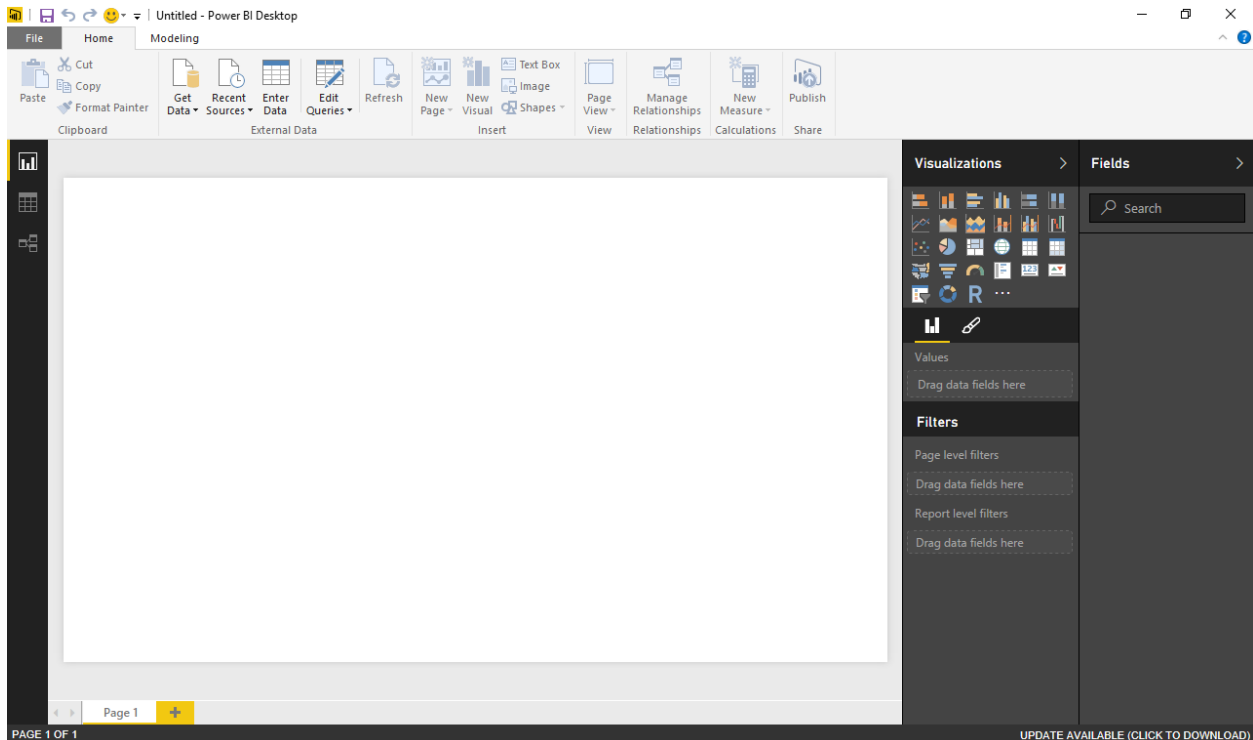 Untitled - Power BI Desktop
File Home Modeling
Paste
Cut
Copy
Format Painter
Clipboard
Get Data
Recent Sources
Enter Data
Edit Queries
Refresh
External Data
New Page
New Visual
Text Box
Image
Shapes
Insert
Page View
View
Manage Relationships
Relationships
New Measure
Calculations
Publish
Share
Visualizations
Fields
Search
123
R
Values
Drag data fields here
Filters
Page level filters
Drag data fields here
Report level filters
Drag data fields here
Page 1
PAGE 1 OF 1
UPDATE AVAILABLE (CLICK TO DOWNLOAD)